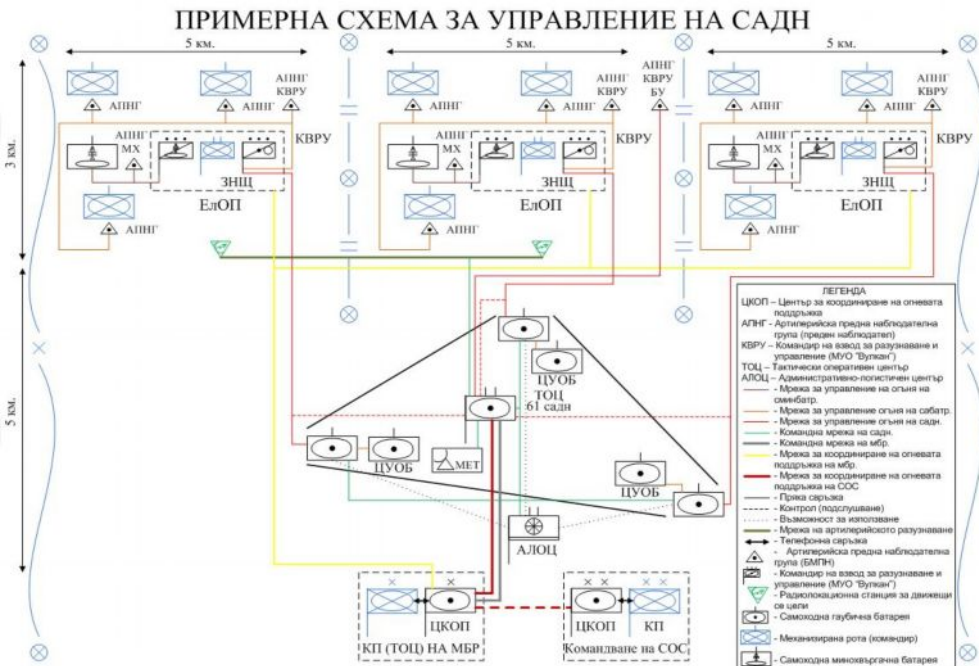 ПРИМЕРНА СХЕМА ЗА УПРАВЛЕНИЕ НА САДН
5 км.
5 км.
5 км.
3 км.
5 км.
АПНГ
АПНГ
АПНГ
КВРУ
АПНГ
МХ
КВРУ
ЗНЩ
ЕлОП
АПНГ
АПНГ
АПНГ
АПНГ
КВРУ
АПНГ
КВРУ
БУ
АПНГ
МХ
КВРУ
ЗНЩ
ЕлОП
АПНГ
АПНГ
АПНГ
АПНГ
КВРУ
АПНГ
МХ
КВРУ
ЗНЩ
ЕлОП
АПНГ
ЦУОБ
ТОЦ
61 садн
ЦУОБ
МЕТ
ЦУОБ
АЛОЦ
ЦКОП
КП (ТОЦ) НА МБР
ЦКОП
КП
Командване на СОС
ЛЕГЕНДА
ЦКОП – Център за координиране на огневата
поддръжка
АПНГ - Артилерийска предна наблюдателна
група (преден наблюдател)
КВРУ – Командир на взвод за разузнаване и
управление (МУО "Вулкан")
ТОЦ – Тактически оперативен център
АЛОЦ – Административно-логистичен център
- Мрежа за управление на огъня на
сминбатр.
- Мрежа за управление огъня на сабатр.
- Мрежа за управление огъня на садн.
- Командна мрежа на садн.
- Командна мрежа на мбр.
- Мрежа за координиране на огневата
поддръжка на мбр.
- Мрежа за координиране на огневата
поддръжка на СОС
- Пряка свръзка
- Контрол (подслушване)
- Възможност за използване
- Мрежа на артилерийското разузнаване
- Телефонна свръзка
- Артилерийска предна наблюдателна
група (БМПН)
- Командир на взвод за разузнаване и
управление (МУО "Вулкан")
- Радиолокационна станция за движещи
се цели
- Самоходна гаубична батарея
- Механизирана рота (командир)
- Самоходна минохвъргачна батарея